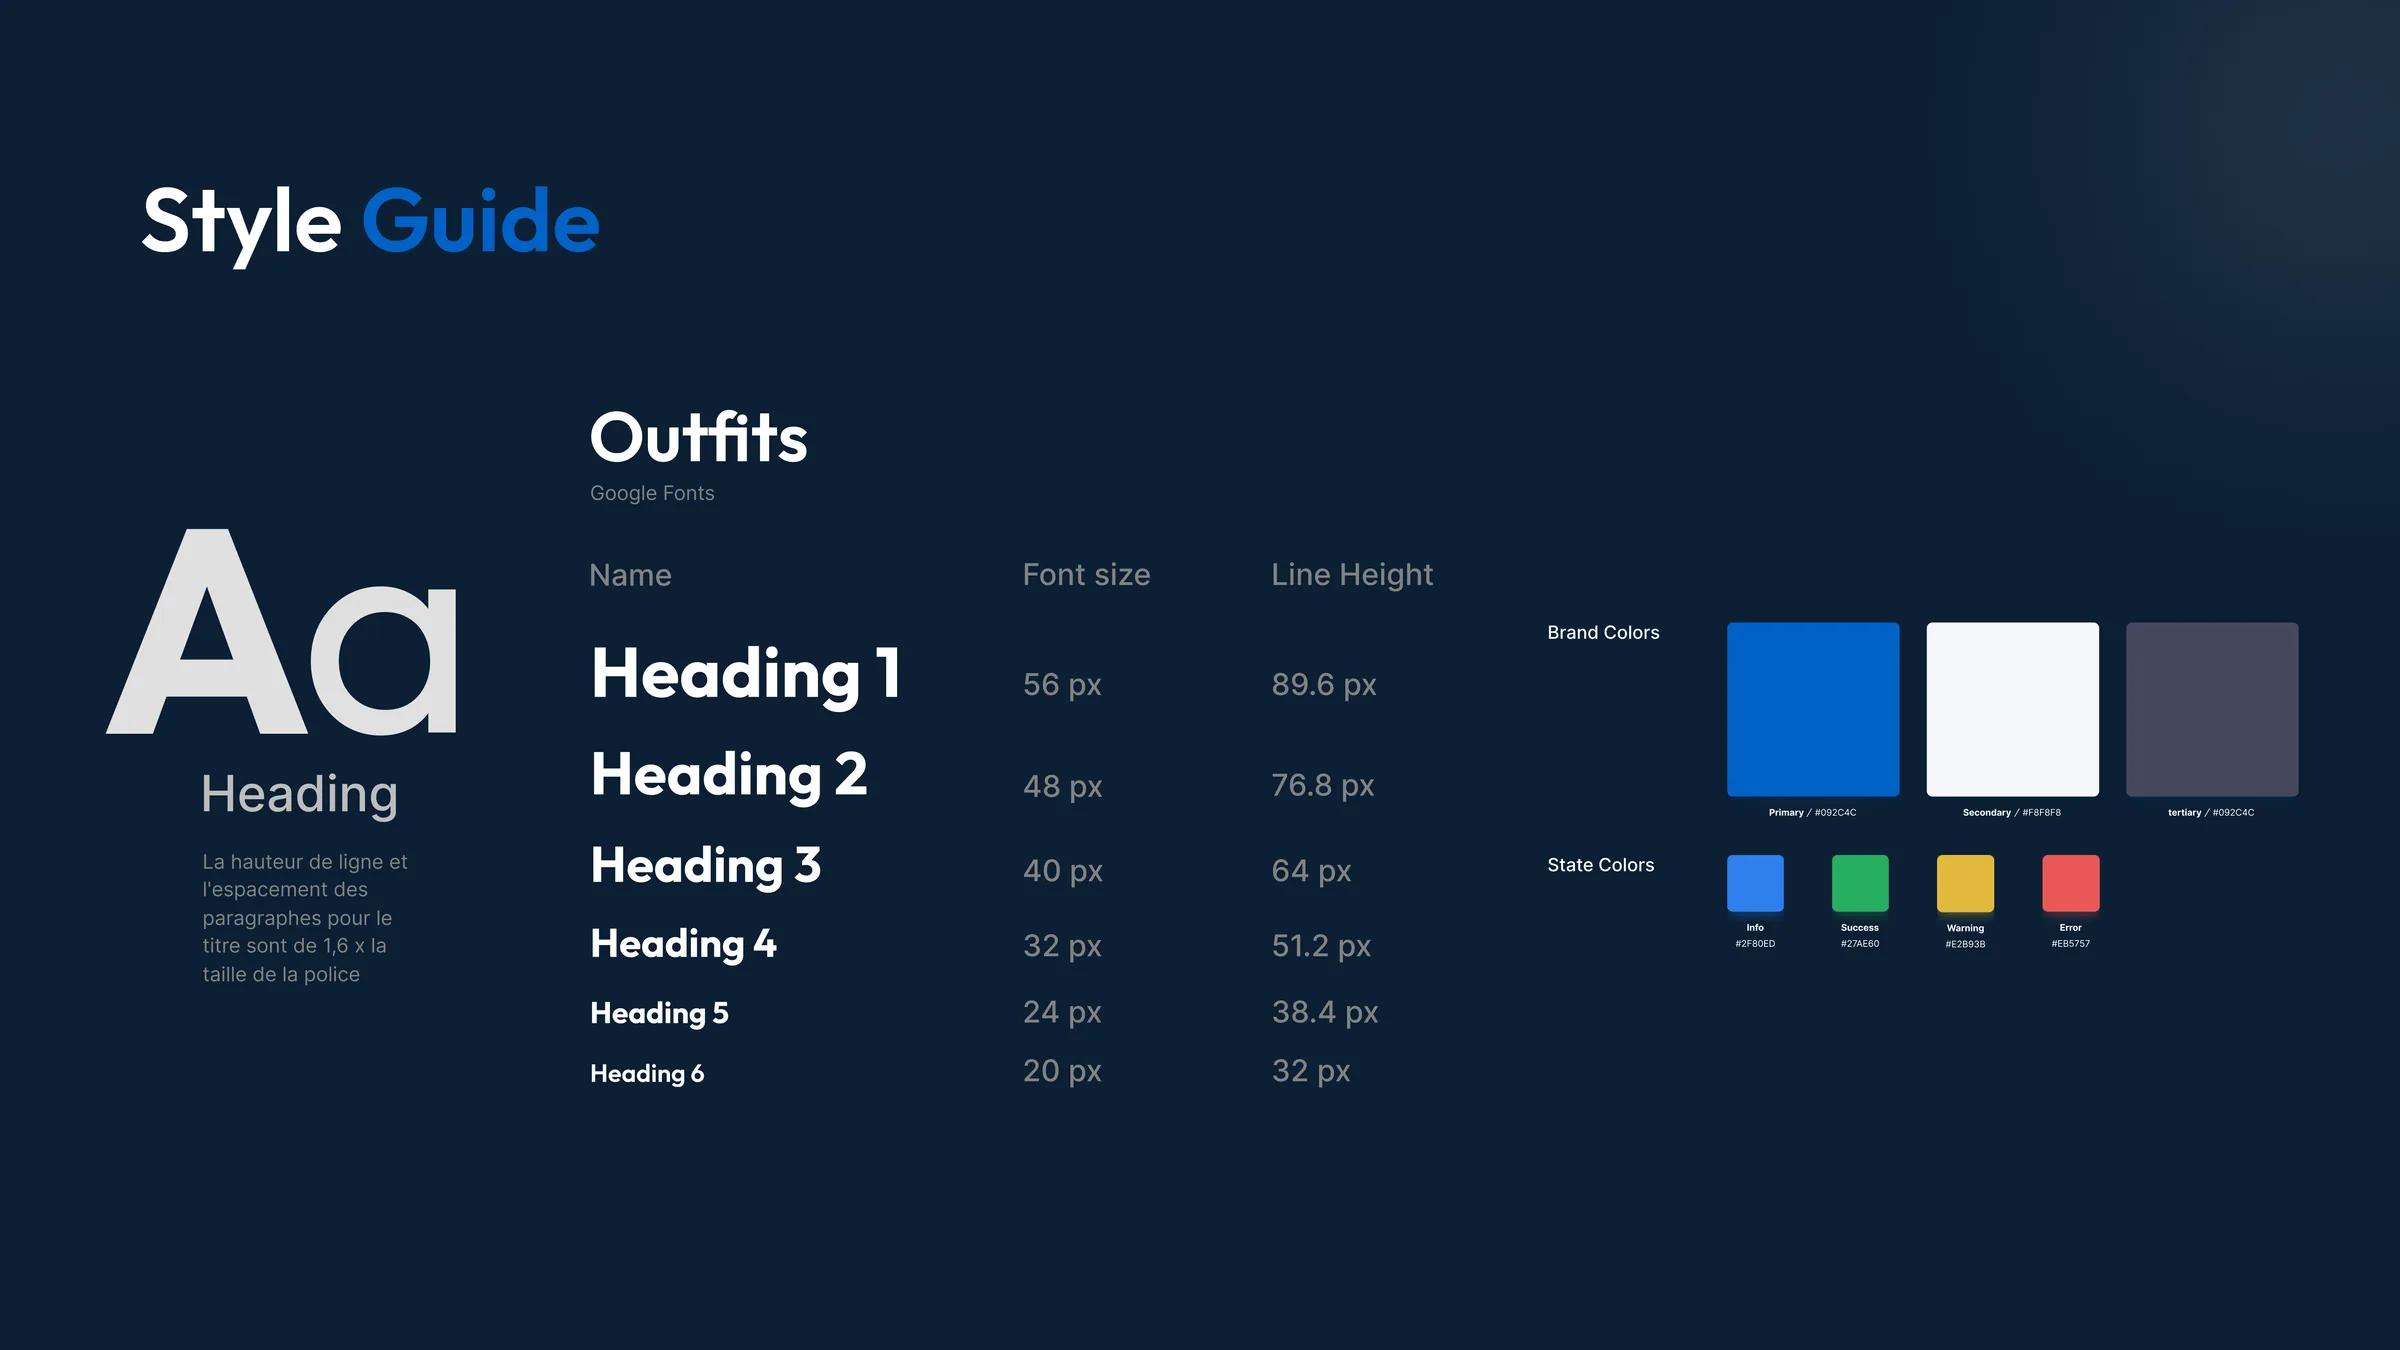 Style Guide
Outfits
Google Fonts
Aa
Heading
La hauteur de ligne et
l'espacement des
paragraphes pour le
titre sont de 1,6 x la
taille de la police
Name Font size Line Height
Heading 1 56 px 89.6 px
Heading 2 48 px 76.8 px
Heading 3 40 px 64 px
Heading 4 32 px 51.2 px
Heading 5 24 px 38.4 px
Heading 6 20 px 32 px
Brand Colors
Primary / #092C4C
Secondary / #F8F8F8
tertiary / #092C4C
State Colors
Info
#2F80ED
Success
#27AE60
Warning
#E2B93B
Error
#EB5757